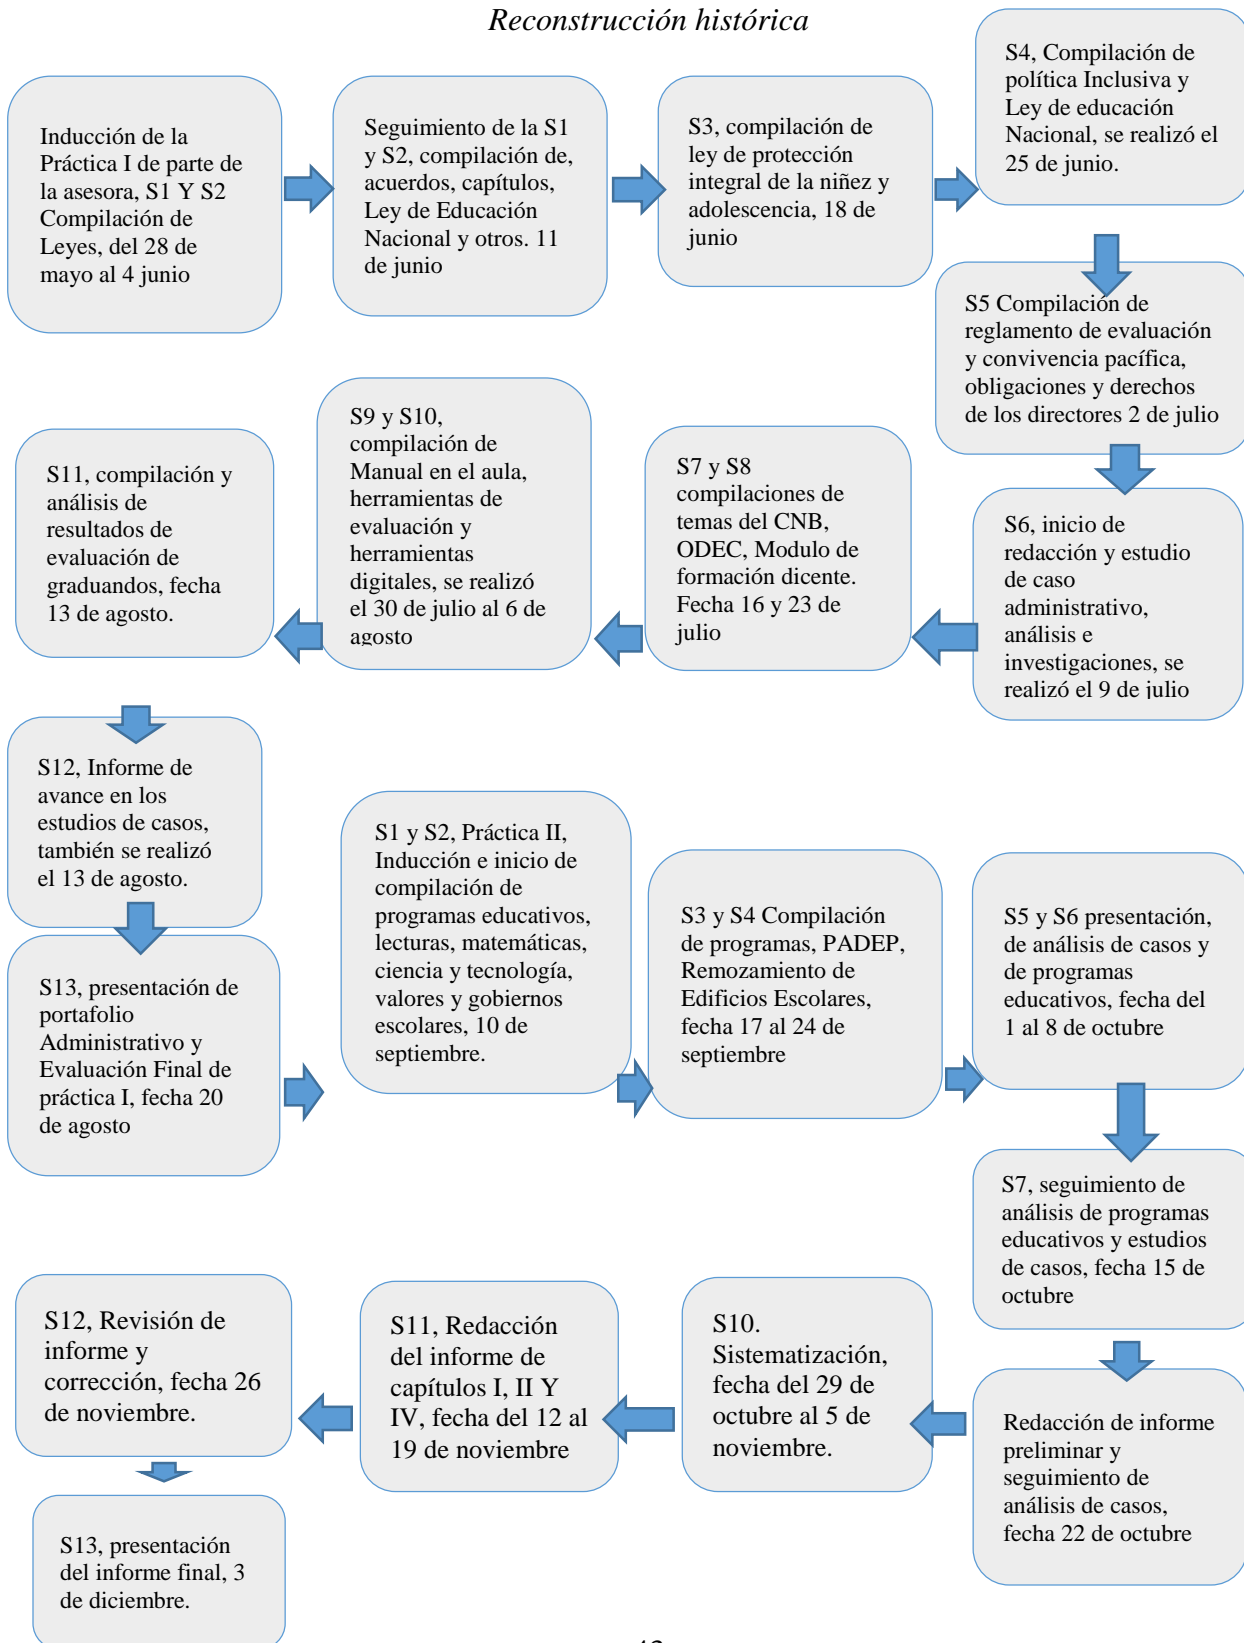 Reconstrucción histórica
Inducción de la
Práctica I de parte de
la asesora, S1 Y S2
Compilación de
Leyes, del 28 de
mayo al 4 junio
Seguimiento de la S1
y S2, compilación de,
acuerdos, capítulos,
Ley de Educación
Nacional y otros. 11
de junio
S3, compilación de
ley de protección
integral de la niñez y
adolescencia, 18 de
junio
S4, Compilación de
política Inclusiva y
Ley de educación
Nacional, se realizó el
25 de junio.
S5 Compilación de
reglamento de evaluación
y convivencia pacífica,
obligaciones y derechos
de los directores 2 de julio
S6, inicio de
redacción y estudio
de caso
administrativo,
análisis e
investigaciones, se
realizó el 9 de julio
S7 y S8
compilaciones de
temas del CNB,
ODEC, Modulo de
formación dicente.
Fecha 16 y 23 de
julio
S9 y S10,
compilación de
Manual en el aula,
herramientas de
evaluación y
herramientas
digitales, se realizó
el 30 de julio al 6 de
agosto
S11, compilación y
análisis de
resultados de
evaluación de
graduandos, fecha
13 de agosto.
S12, Informe de
avance en los
estudios de casos,
también se realizó
el 13 de agosto.
S13, presentación de
portafolio
Administrativo y
Evaluación Final de
práctica I, fecha 20
de agosto
S1 y S2, Práctica II,
Inducción e inicio de
compilación de
programas educativos,
lecturas, matemáticas,
ciencia y tecnología,
valores y gobiernos
escolares, 10 de
septiembre.
S3 y S4 Compilación
de programas, PADEP,
Remozamiento de
Edificios Escolares,
fecha 17 al 24 de
septiembre
S5 y S6 presentación,
de análisis de casos y
de programas
educativos, fecha del
1 al 8 de octubre
S7, seguimiento de
análisis de programas
educativos y estudios
de casos, fecha 15 de
octubre
Redacción de informe
preliminar y
seguimiento de
análisis de casos,
fecha 22 de octubre
S10.
Sistematización,
fecha del 29 de
octubre al 5 de
noviembre.
S11, Redacción
del informe de
capítulos I, II Y
IV, fecha del 12 al
19 de noviembre
S12, Revisión de
informe y
corrección, fecha 26
de noviembre.
S13, presentación
del informe final, 3
de diciembre.